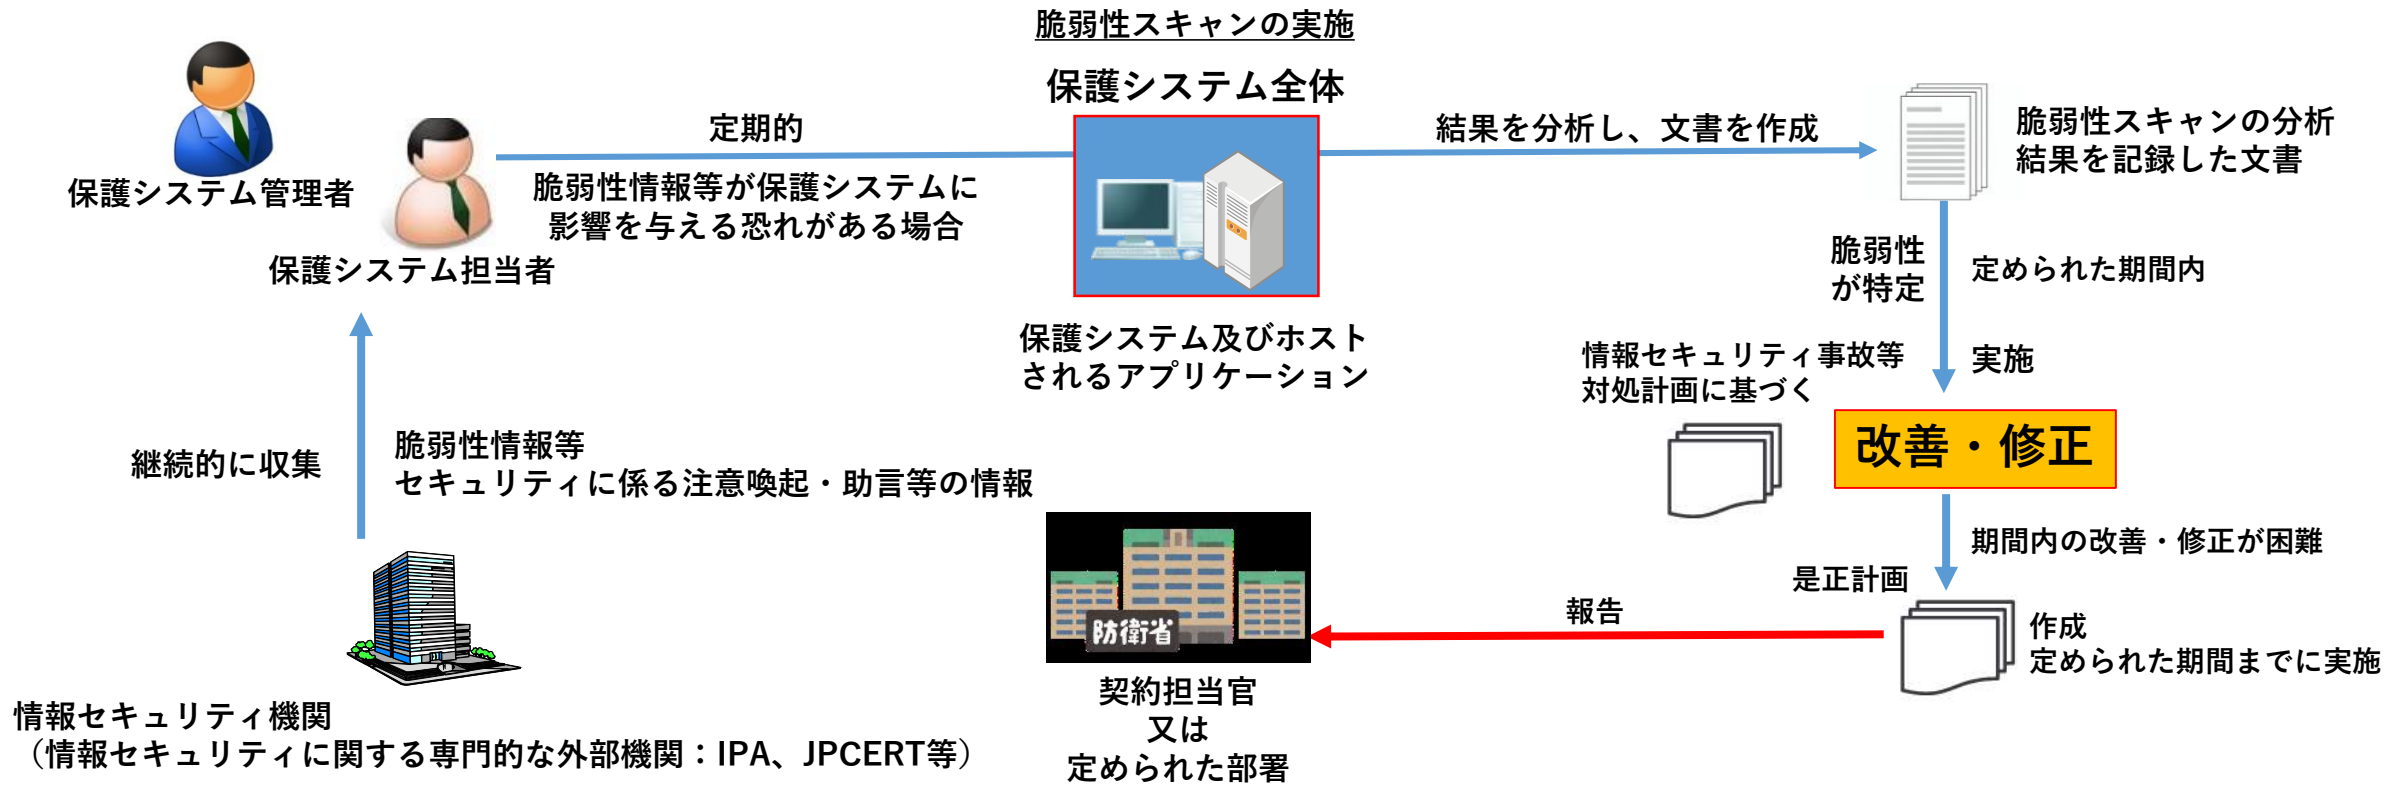 脆弱性スキャンの実施
保護システム全体
保護システム管理者
保護システム担当者
定期的
脆弱性情報等が保護システムに
影響を与える恐れがある場合
結果を分析し、文書を作成
脆弱性スキャンの分析
結果を記録した文書
保護システム及びホスト
されるアプリケーション
脆弱性
が特定
定められた期間内
実施
情報セキュリティ事故等
対処計画に基づく
改善・修正
継続的に収集
脆弱性情報等
セキュリティに係る注意喚起・助言等の情報
期間内の改善・修正が困難
是正計画
作成
定められた期間までに実施
報告
防衛省
契約担当官
又は
定められた部署
情報セキュリティ機関
（情報セキュリティに関する専門的な外部機関：IPA、JPCERT等）